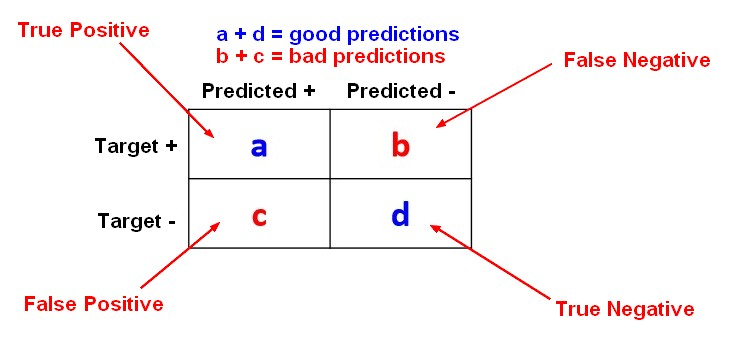 True Positive
a + d = good predictions
b + c = bad predictions
False Negative
Predicted +
Predicted -
Target +
a
b
Target -
c
d
False Positive
True Negative